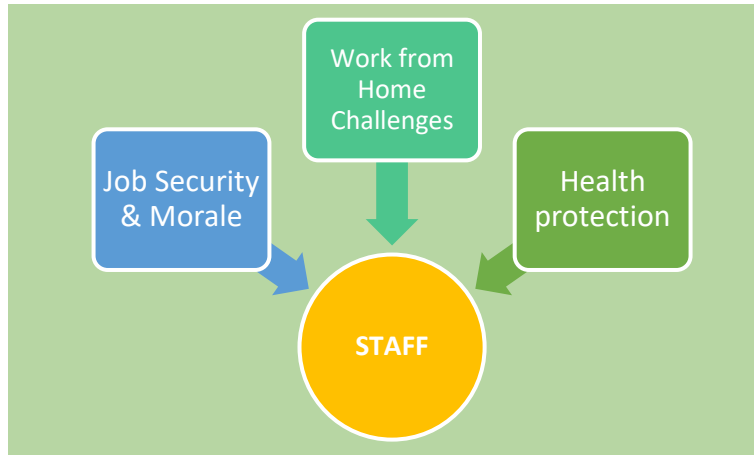 Work from
Home
Challenges
Job Security
& Morale
Health
protection
STAFF